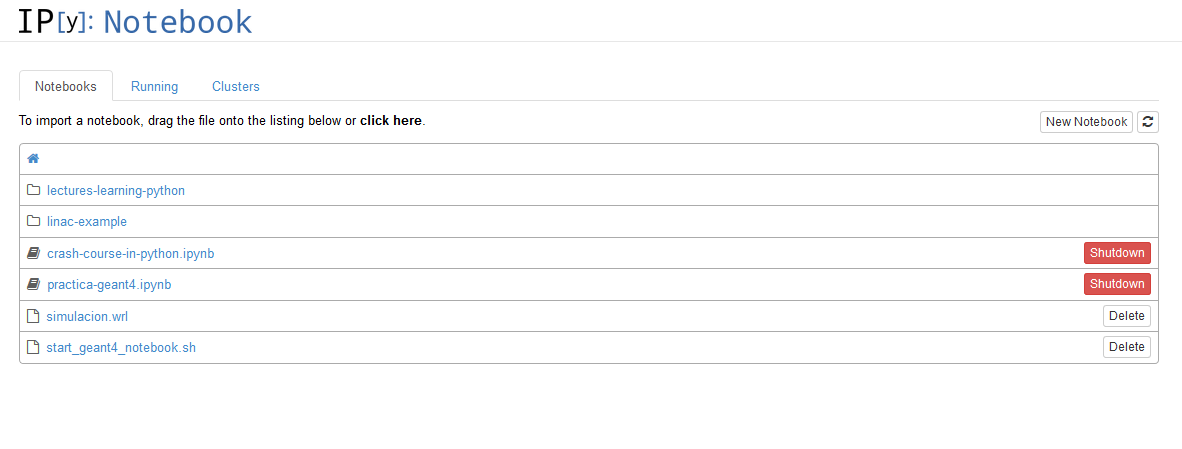 IP[y]: Notebook
Notebooks Running Clusters
To import a notebook, drag the file onto the listing below or click here. New Notebook
lectures-learning-python
linac-example
crash-course-in-python.ipynb Shutdown
practica-geant4.ipynb Shutdown
simulacion.wrl Delete
start_geant4_notebook.sh Delete